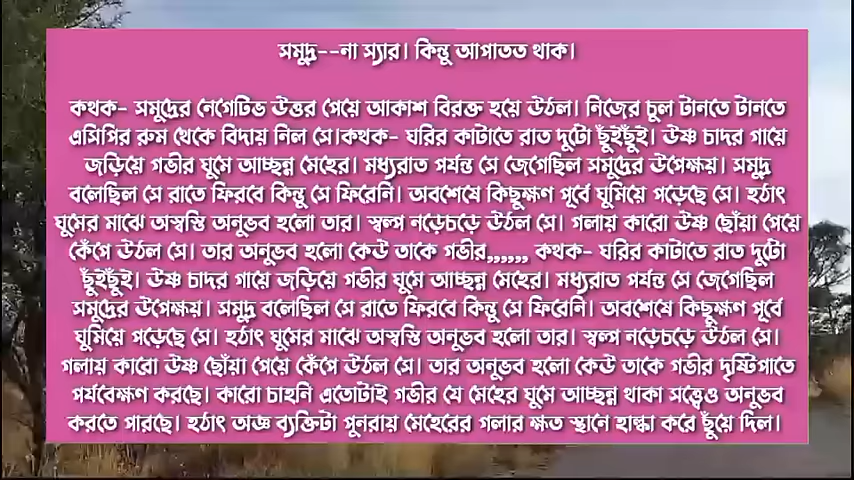 সমুদ্র--না স্যার। কিন্তু আপাতত থাক।
কথক- সমুদ্রের নেগেটিভ উত্তর পেয়ে আকাশ বিরক্ত হয়ে উঠল। নিজের চুল টানতে টানতে
এসিপির রুম থেকে বিদায় নিল সে।কথক- ঘরির কাটাতে রাত দুটো ছুঁইছুঁই। উষ্ণ চাদর গায়ে
জড়িয়ে গভীর ঘুমে আচ্ছন্ন মেহের। মধ্যরাত পর্যন্ত সে জেগেছিল সমুদ্রের উপেক্ষয়। সমুদ্র
বলেছিল সে রাতে ফিরবে কিন্তু সে ফিরেনি। অবশেষে কিছুক্ষণ পূর্বে ঘুমিয়ে পড়েছে সে। হঠাৎ
ঘুমের মাঝে অস্বস্তি অনুভব হলো তার। স্বল্প নড়েচড়ে উঠল সে। গলায় কারো উষ্ণ ছোঁয়া পেয়ে
কেঁপে উঠল সে। তার অনুভব হলো কেউ তাকে গভীর,,,,,, কথক- ঘরির কাটাতে রাত দুটো
ছুঁইছুঁই। উষ্ণ চাদর গায়ে জড়িয়ে গভীর ঘুমে আচ্ছন্ন মেহের। মধ্যরাত পর্যন্ত সে জেগেছিল
সমুদ্রের উপেক্ষয়। সমুদ্র বলেছিল সে রাতে ফিরবে কিন্তু সে ফিরেনি। অবশেষে কিছুক্ষণ পূর্বে
ঘুমিয়ে পড়েছে সে। হঠাৎ ঘুমের মাঝে অস্বস্তি অনুভব হলো তার। স্বল্প নড়েচড়ে উঠল সে।
গলায় কারো উষ্ণ ছোঁয়া পেয়ে কেঁপে উঠল সে। তার অনুভব হলো কেউ তাকে গভীর দৃষ্টিপাতে
পর্যবেক্ষণ করছে। কারো চাহনি এতোটাই গভীর যে মেহের ঘুমে আচ্ছন্ন থাকা সত্ত্বেও অনুভব
করতে পারছে। হঠাৎ অজ্ঞ ব্যক্তিটা পুনরায় মেহেরের গলার ক্ষত স্থানে হাল্কা করে ছুঁয়ে দিল।